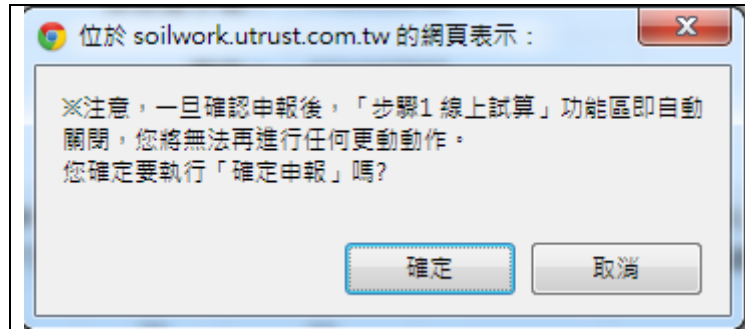 位於 soilwork.utrust.com.tw 的網頁表示：
※注意，一旦確認申報後，「步驟1 線上試算」功能區即自動
關閉，您將無法再進行任何更動動作。
您確定要執行「確定申報」嗎?
確定
取消